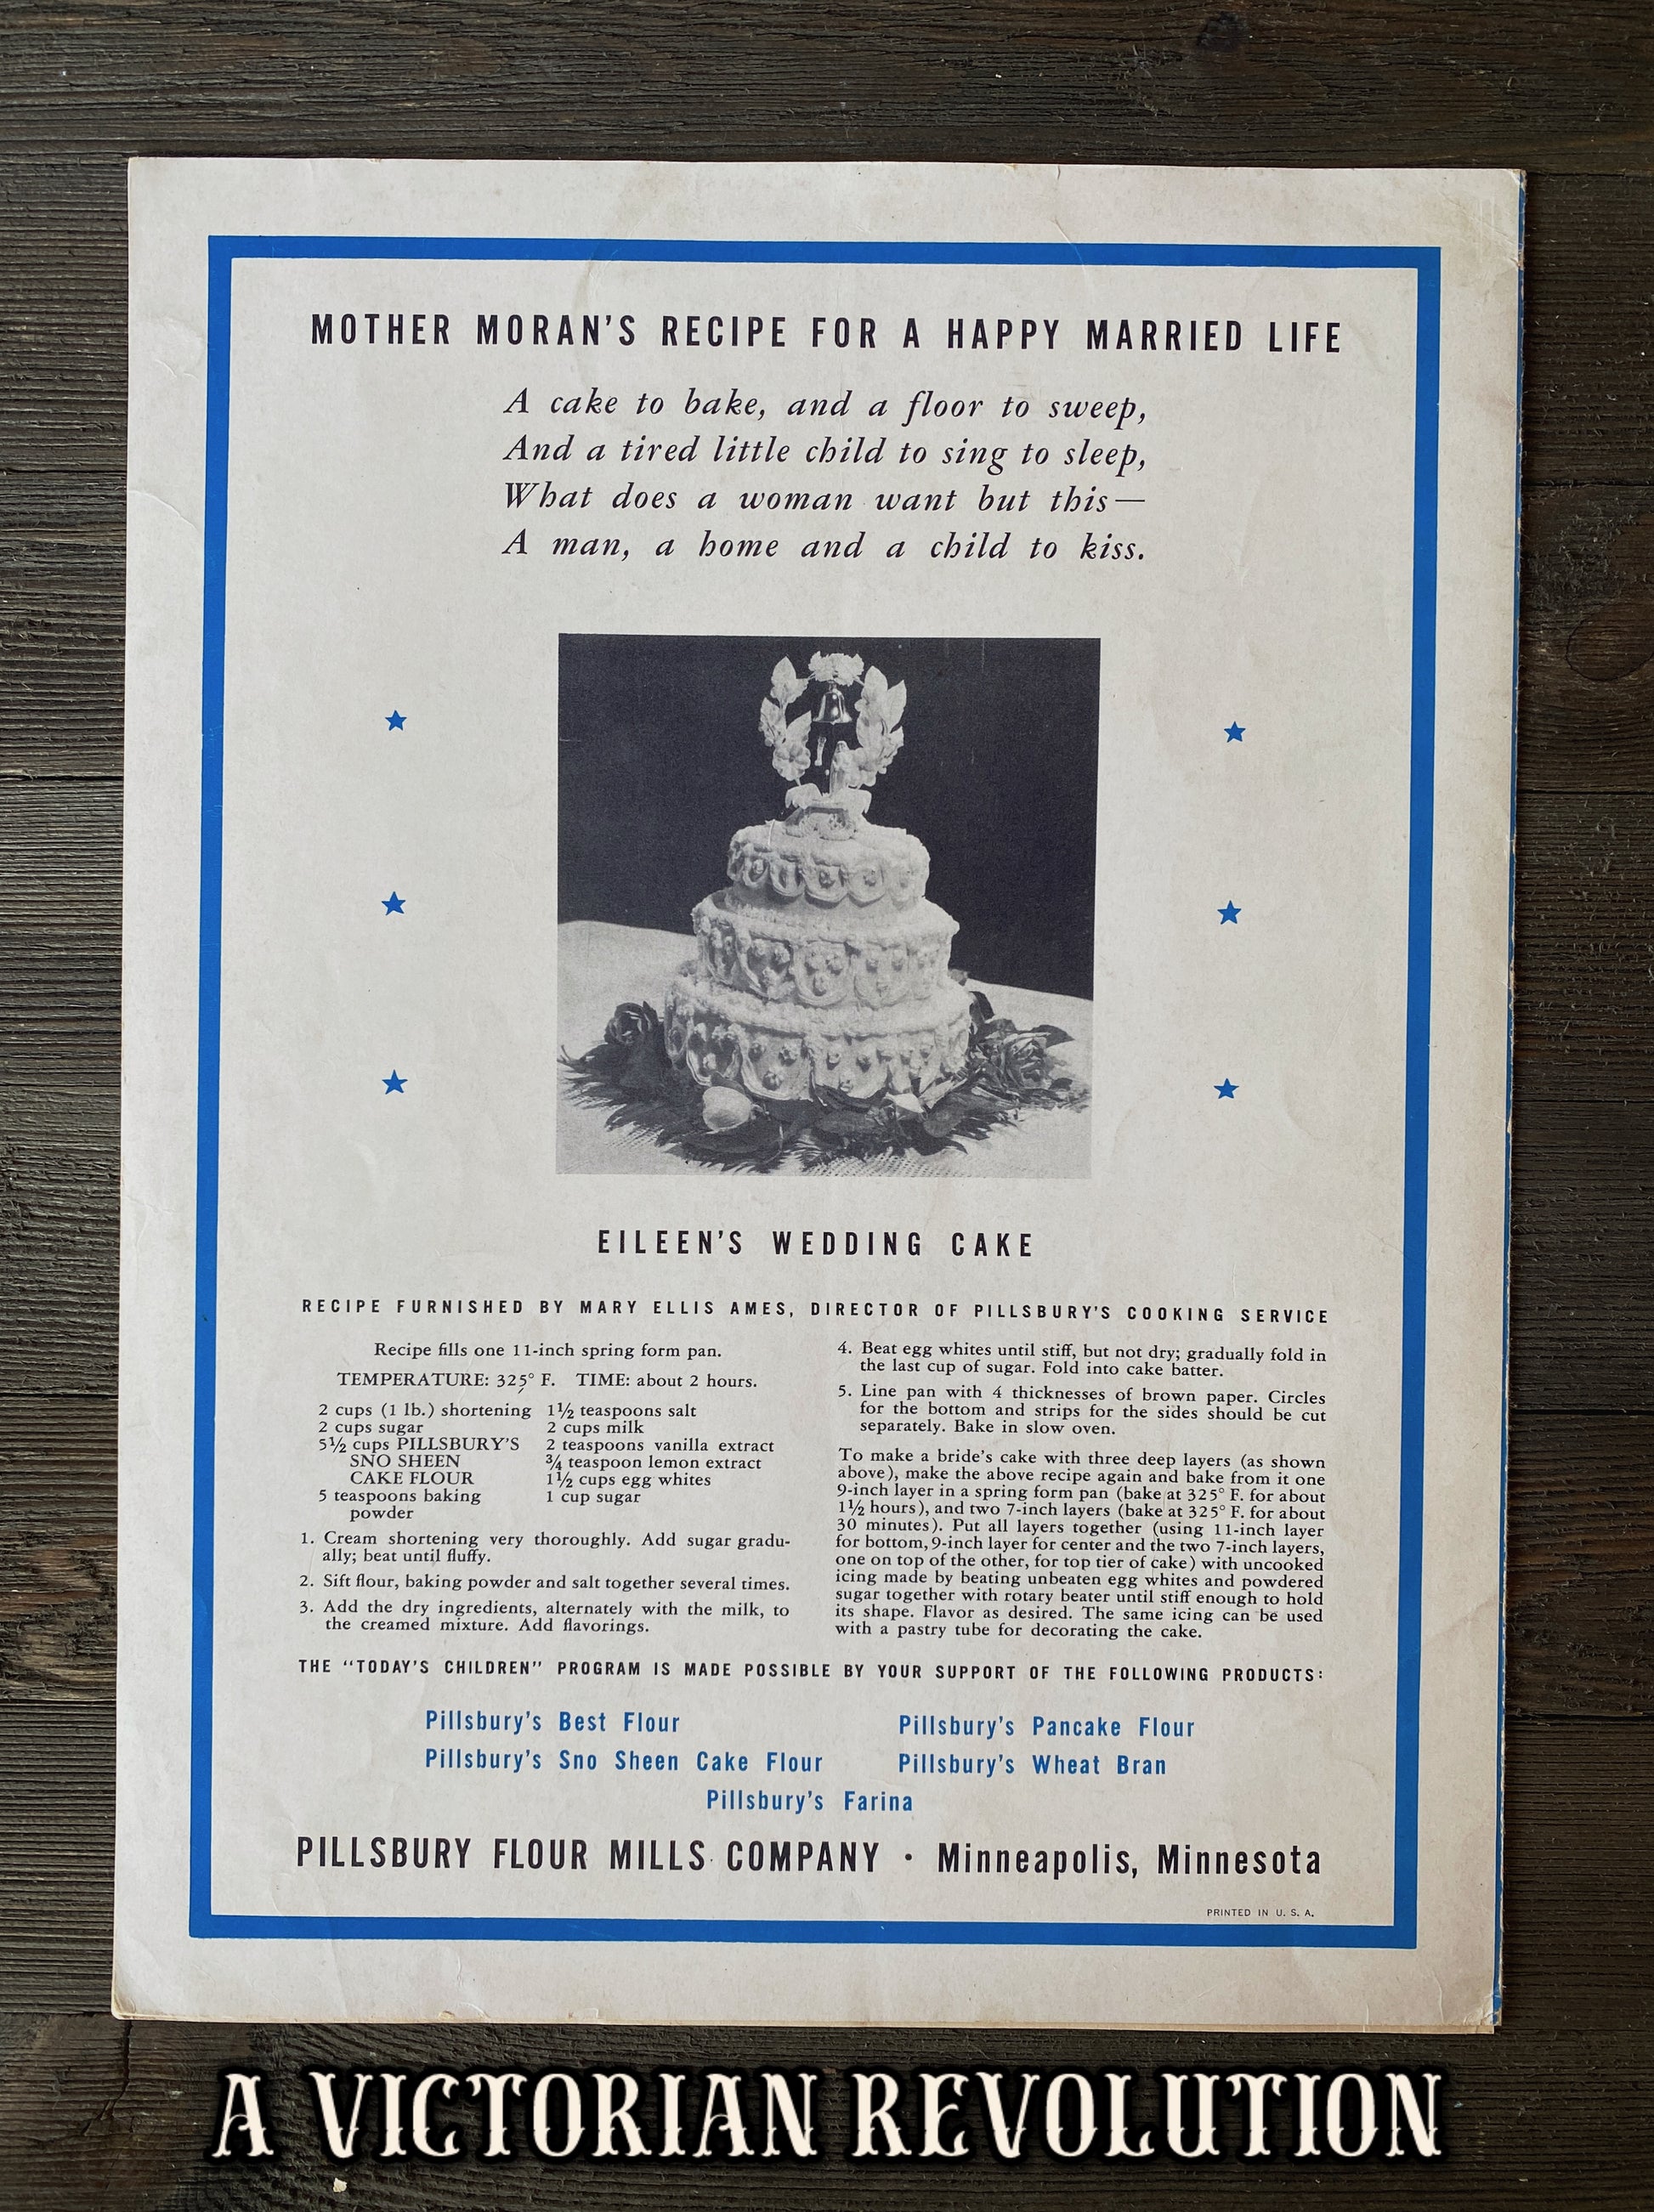 MOTHER MORAN'S RECIPE FOR A HAPPY MARRIED LIFE
A cake to bake, and a floor to sweep,
And a tired little child to sing to sleep,
What does a woman want but this—
A man, a home and a child to kiss.
EILEEN'S WEDDING CAKE
RECIPE FURNISHED BY MARY ELLIS AMES, DIRECTOR OF PILLSBURY'S COOKING SERVICE
Recipe fills one 11-inch spring form pan.
TEMPERATURE: 325° F. TIME: about 2 hours.
2 cups (1 lb.) shortening
2 cups sugar
5½ cups PILLSBURY'S
SNO SHEEN
CAKE FLOUR
5 teaspoons baking
powder
1½ teaspoons salt
2 cups milk
2 teaspoons vanilla extract
¾ teaspoon lemon extract
1½ cups egg whites
1 cup sugar
1. Cream shortening very thoroughly. Add sugar gradu-
ally; beat until fluffy.
2. Sift flour, baking powder and salt together several times.
3. Add the dry ingredients, alternately with the milk, to
the creamed mixture. Add flavorings.
4. Beat egg whites until stiff, but not dry; gradually fold in
the last cup of sugar. Fold into cake batter.
5. Line pan with 4 thicknesses of brown paper. Circles
for the bottom and strips for the sides should be cut
separately. Bake in slow oven.
To make a bride's cake with three deep layers (as shown
above), make the above recipe again and bake from it one
9-inch layer in a spring form pan (bake at 325° F. for about
1½ hours), and two 7-inch layers (bake at 325° F. for about
30 minutes). Put all layers together (using 11-inch layer
for bottom, 9-inch layer for center and the two 7-inch layers,
one on top of the other, for top tier of cake) with uncooked
icing made by beating unbeaten egg whites and powdered
sugar together with rotary beater until stiff enough to hold
its shape. Flavor as desired. The same icing can be used
with a pastry tube for decorating the cake.
THE "TODAY'S CHILDREN" PROGRAM IS MADE POSSIBLE BY YOUR SUPPORT OF THE FOLLOWING PRODUCTS:
Pillsbury's Best Flour
Pillsbury's Pancake Flour
Pillsbury's Sno Sheen Cake Flour
Pillsbury's Wheat Bran
Pillsbury's Farina
PILLSBURY FLOUR MILLS COMPANY · Minneapolis, Minnesota
PRINTED IN U. S. A.
A VICTORIAN REVOLUTION